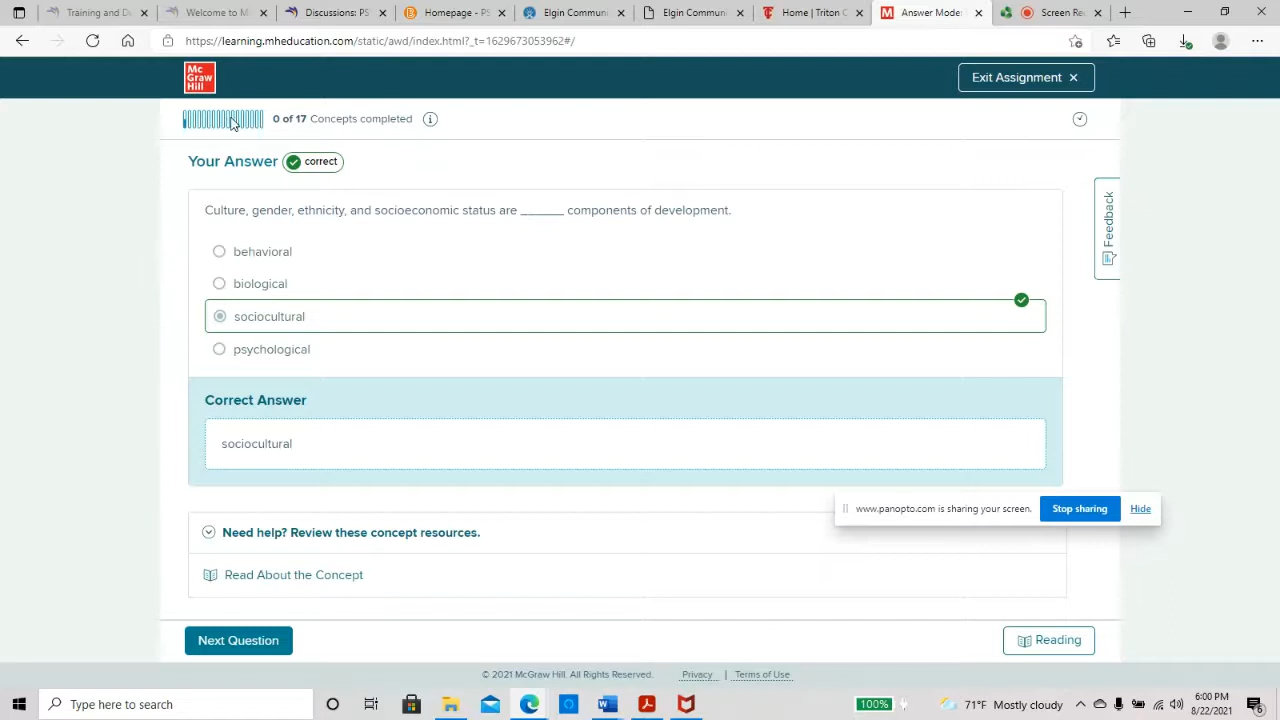 Training and De
Welcome to M
Discussions: PS
Homepage - PS
Elgin Communi
Elgin Communi
Home | Triton C
Answer Model
Screen Re
https://learning.mheducation.com/static/awd/index.html?_t=1629673053962#/
Mc
Graw
Hill
Exit Assignment ×
0 of 17 Concepts completed
Your Answer correct
Culture, gender, ethnicity, and socioeconomic status are ______ components of development.
behavioral
biological
sociocultural
psychological
Feedback
Correct Answer
sociocultural
www.panopto.com is sharing your screen.
Stop sharing
Hide
Need help? Review these concept resources.
Read About the Concept
Next Question
Reading
© 2021 McGraw Hill. All Rights Reserved. Privacy | Terms of Use
Type here to search
100%
71°F Mostly cloudy
6:00 PM
8/22/2021
6